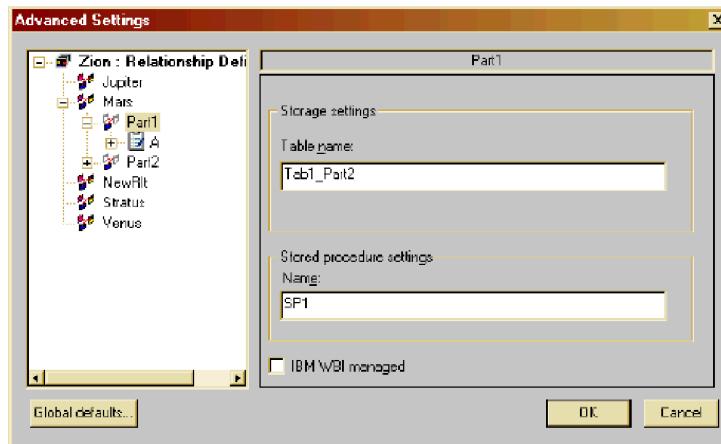 Advanced Settings
Zion : Relationship Defi
Jupiter
Mars
Part1
A
Part2
NewRlt
Stratus
Venus
Part1
Storage settings
Table name:
Tab1_Part2
Stored procedure settings
Name:
SP1
IBM WBI managed
Global defaults...
OK
Cancel